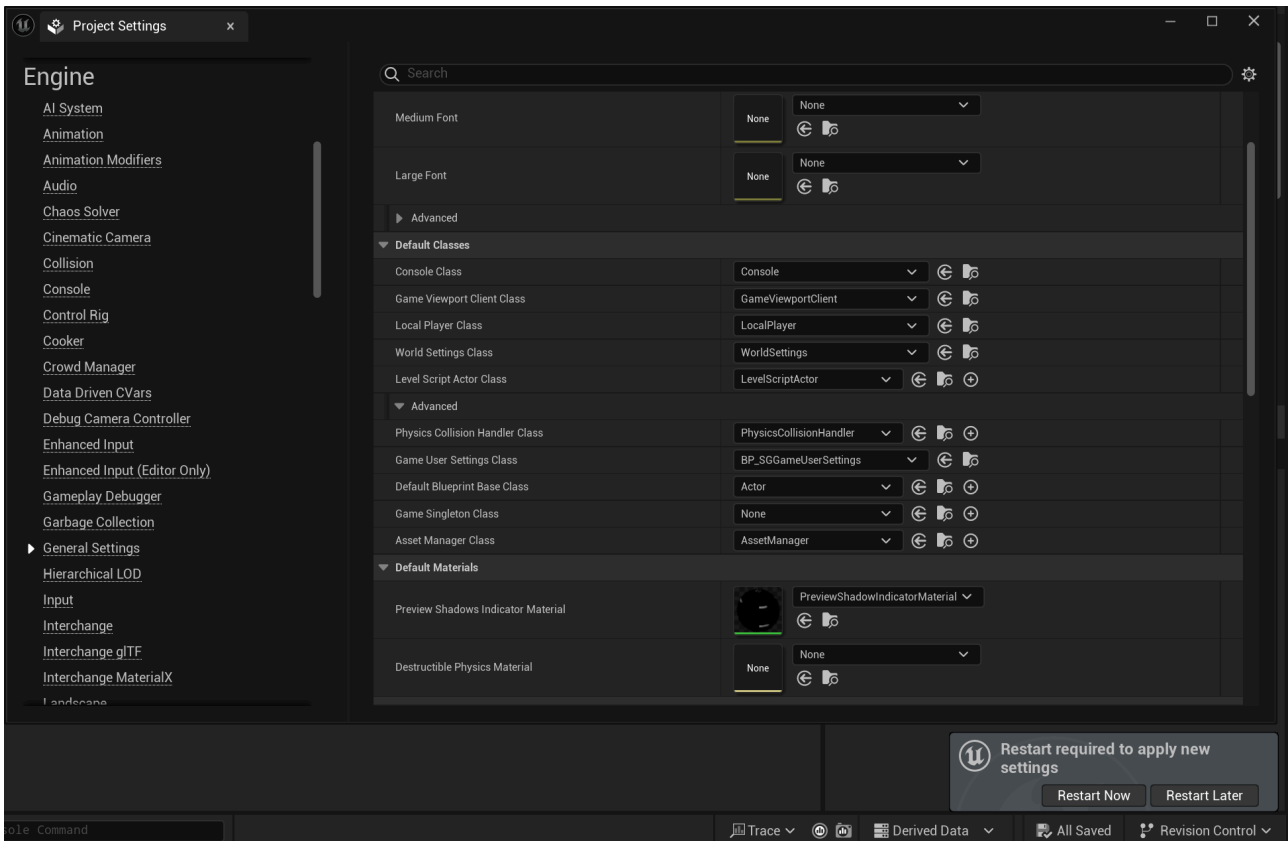 Project Settings
Engine
AI System
Animation
Animation Modifiers
Audio
Chaos Solver
Cinematic Camera
Collision
Console
Control Rig
Cooker
Crowd Manager
Data Driven CVars
Debug Camera Controller
Enhanced Input
Enhanced Input (Editor Only)
Gameplay Debugger
Garbage Collection
General Settings
Hierarchical LOD
Input
Interchange
Interchange glTF
Interchange MaterialX
Landscape
Search
Medium Font
None
None
Large Font
None
None
Advanced
Default Classes
Console Class
Console
Game Viewport Client Class
GameViewportClient
Local Player Class
LocalPlayer
World Settings Class
WorldSettings
Level Script Actor Class
LevelScriptActor
Advanced
Physics Collision Handler Class
PhysicsCollisionHandler
Game User Settings Class
BP_SGGameUserSettings
Default Blueprint Base Class
Actor
Game Singleton Class
None
Asset Manager Class
AssetManager
Default Materials
Preview Shadows Indicator Material
PreviewShadowIndicatorMaterial
Destructible Physics Material
None
None
Restart required to apply new
settings
Restart Now
Restart Later
sole Command
Trace
Derived Data
All Saved
Revision Control